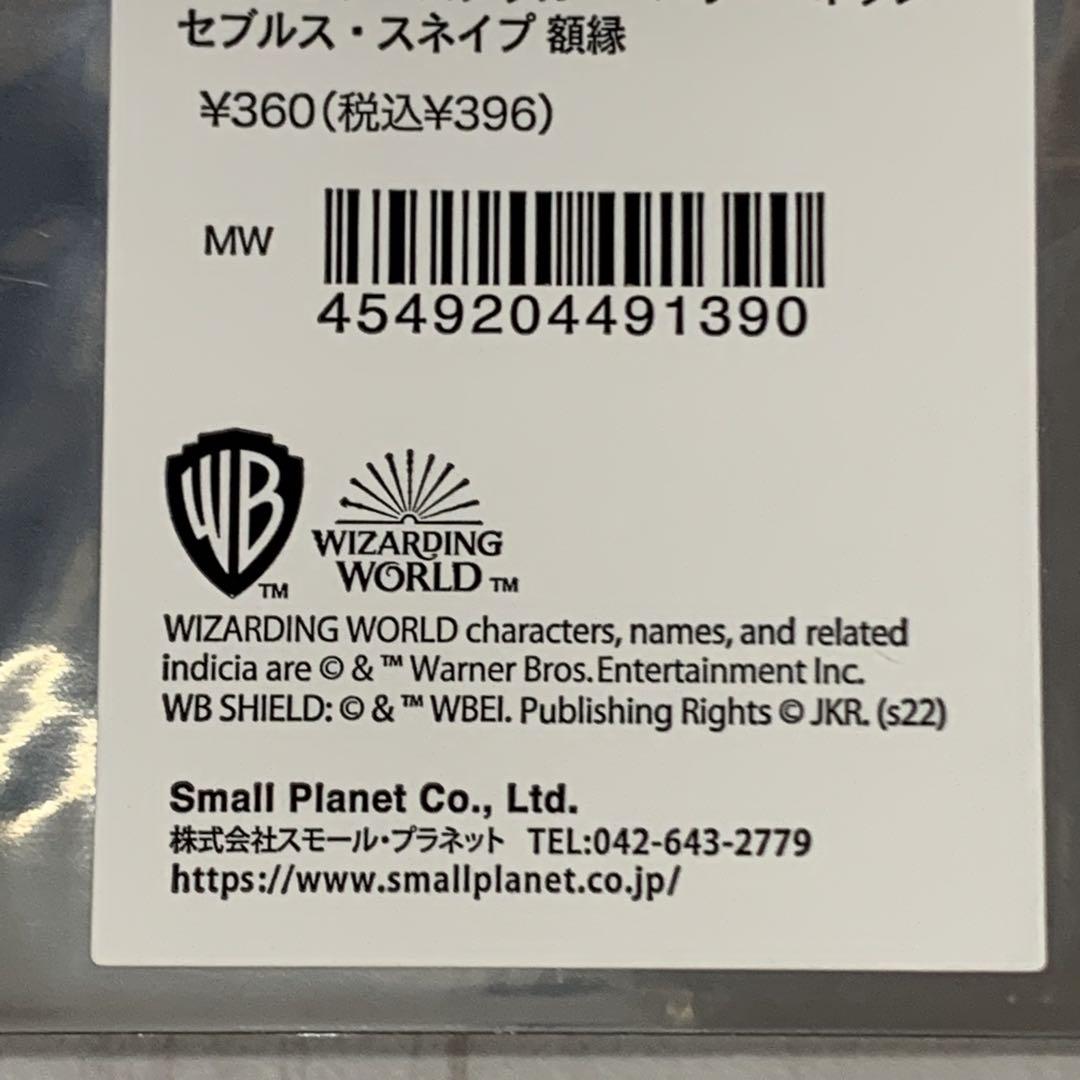 セブルス・スネイプ 額縁
¥360(税込¥396)
MW
4549204491390
WB TM
WIZARDING
WORLD TM
WIZARDING WORLD characters, names, and related
indicia are © & ™ Warner Bros. Entertainment Inc.
WB SHIELD: © & ™ WBEI. Publishing Rights © JKR. (s22)
Small Planet Co., Ltd.
株式会社スモール・プラネット TEL:042-643-2779
https://www.smallplanet.co.jp/